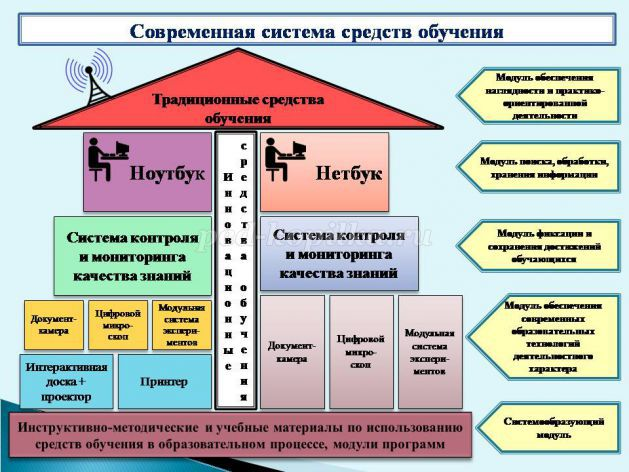 Современная система средств обучения
Традиционные средства
обучения
Ноутбук
Нетбук
Инновационные
средства обучения
Система контроля
и мониторинга
качества знаний
Система контроля
и мониторинга
качества знаний
Документ-
камера
Цифровой
микро-
скоп
Модульная
система
экспери-
ментов
Интерактивная
доска +
проектор
Принтер
Документ-
камера
Цифровой
микро-
скоп
Модульная
система
экспери-
ментов
Инструктивно-методические и учебные материалы по использованию
средств обучения в образовательном процессе, модули программ
Модуль обеспечения
наглядности и практико-
ориентированной
деятельности
Модуль поиска, обработки,
хранения информации
Модуль фиксации и
сохранения достижений
обучающихся
Модуль обеспечения
современных
образовательных
технологий
деятельностного
характера
Системообразующий
модуль